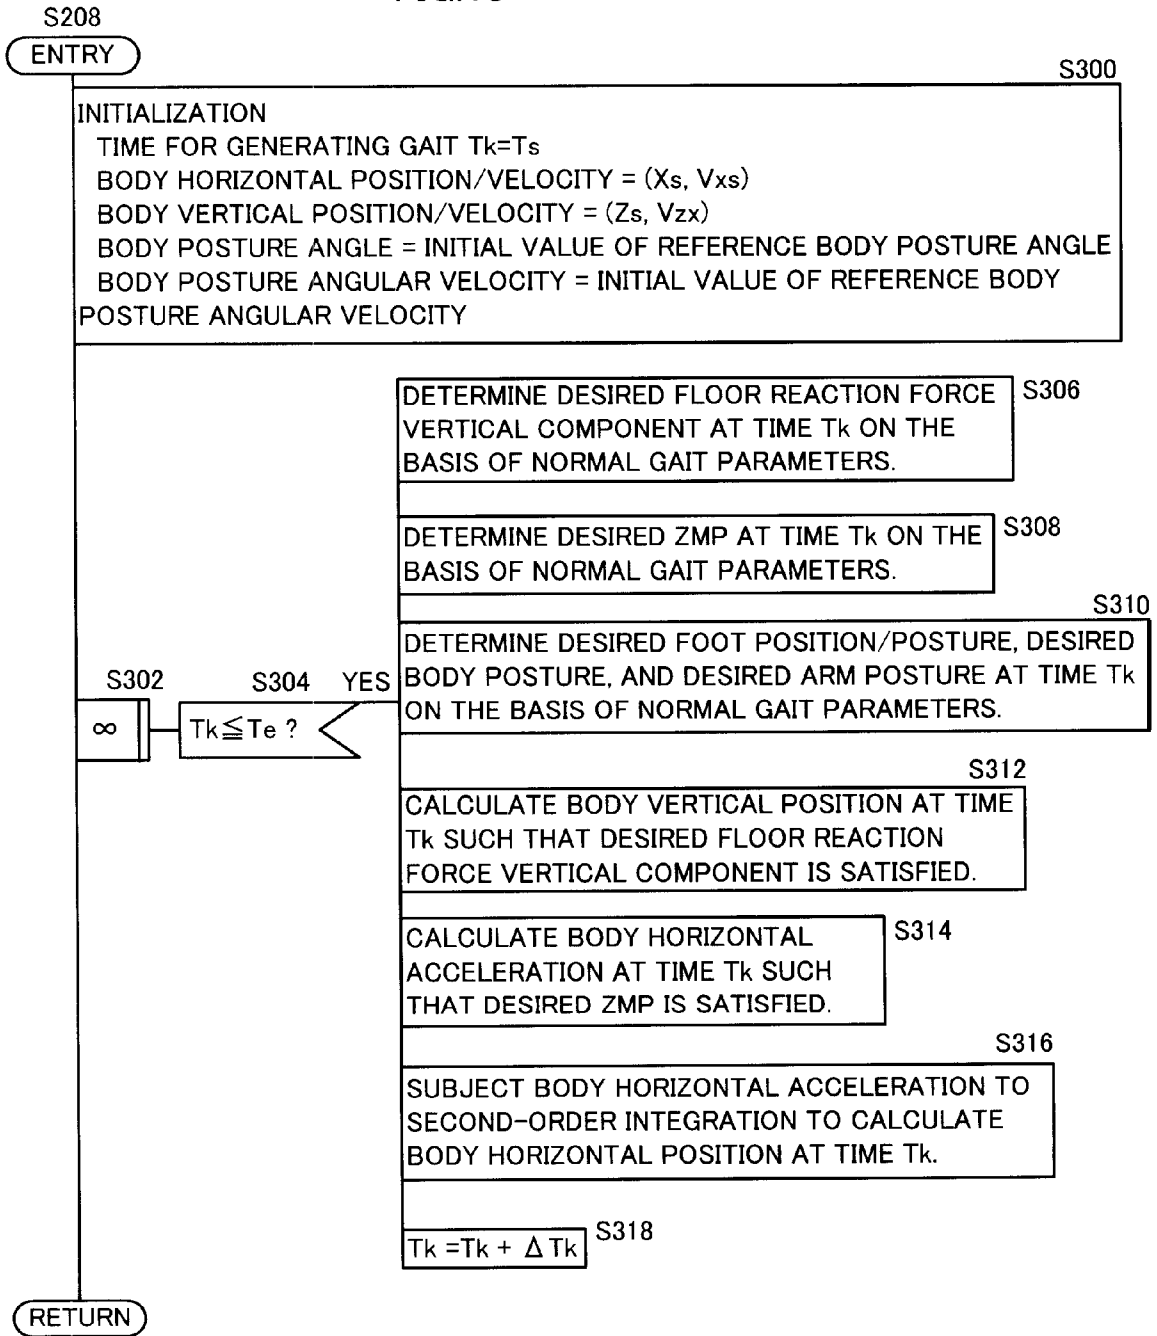 S208
ENTRY
S300
INITIALIZATION
TIME FOR GENERATING GAIT Tk=Ts
BODY HORIZONTAL POSITION/VELOCITY = (Xs, Vxs)
BODY VERTICAL POSITION/VELOCITY = (Zs, Vzx)
BODY POSTURE ANGLE = INITIAL VALUE OF REFERENCE BODY POSTURE ANGLE
BODY POSTURE ANGULAR VELOCITY = INITIAL VALUE OF REFERENCE BODY
POSTURE ANGULAR VELOCITY
S302
∞
S304
Tk≦Te ?
YES
S306
DETERMINE DESIRED FLOOR REACTION FORCE
VERTICAL COMPONENT AT TIME Tk ON THE
BASIS OF NORMAL GAIT PARAMETERS.
S308
DETERMINE DESIRED ZMP AT TIME Tk ON THE
BASIS OF NORMAL GAIT PARAMETERS.
S310
DETERMINE DESIRED FOOT POSITION/POSTURE, DESIRED
BODY POSTURE, AND DESIRED ARM POSTURE AT TIME Tk
ON THE BASIS OF NORMAL GAIT PARAMETERS.
S312
CALCULATE BODY VERTICAL POSITION AT TIME
Tk SUCH THAT DESIRED FLOOR REACTION
FORCE VERTICAL COMPONENT IS SATISFIED.
S314
CALCULATE BODY HORIZONTAL
ACCELERATION AT TIME Tk SUCH
THAT DESIRED ZMP IS SATISFIED.
S316
SUBJECT BODY HORIZONTAL ACCELERATION TO
SECOND-ORDER INTEGRATION TO CALCULATE
BODY HORIZONTAL POSITION AT TIME Tk.
S318
Tk =Tk + Δ Tk
RETURN